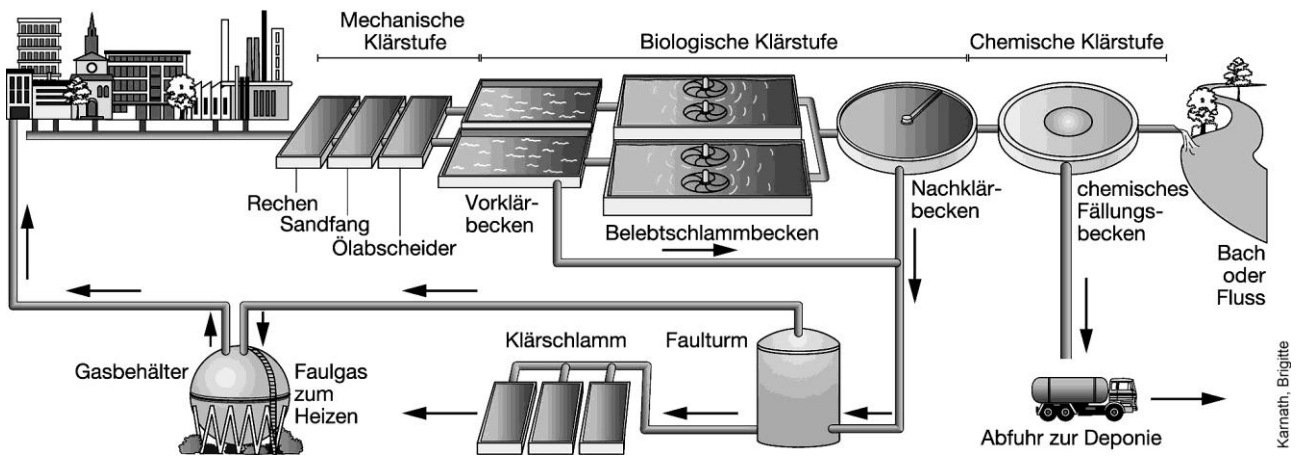 Mechanische
Klärstufe
Biologische Klärstufe
Chemische Klärstufe
Rechen
Sandfang
Ölabscheider
Vorklär-
becken
Belebtschlammbecken
Nachklär-
becken
chemisches
Fällungs-
becken
Bach
oder
Fluss
Gasbehälter
Faulgas
zum
Heizen
Klärschlamm
Faulturm
Abfuhr zur Deponie
Karnath, Brigitte